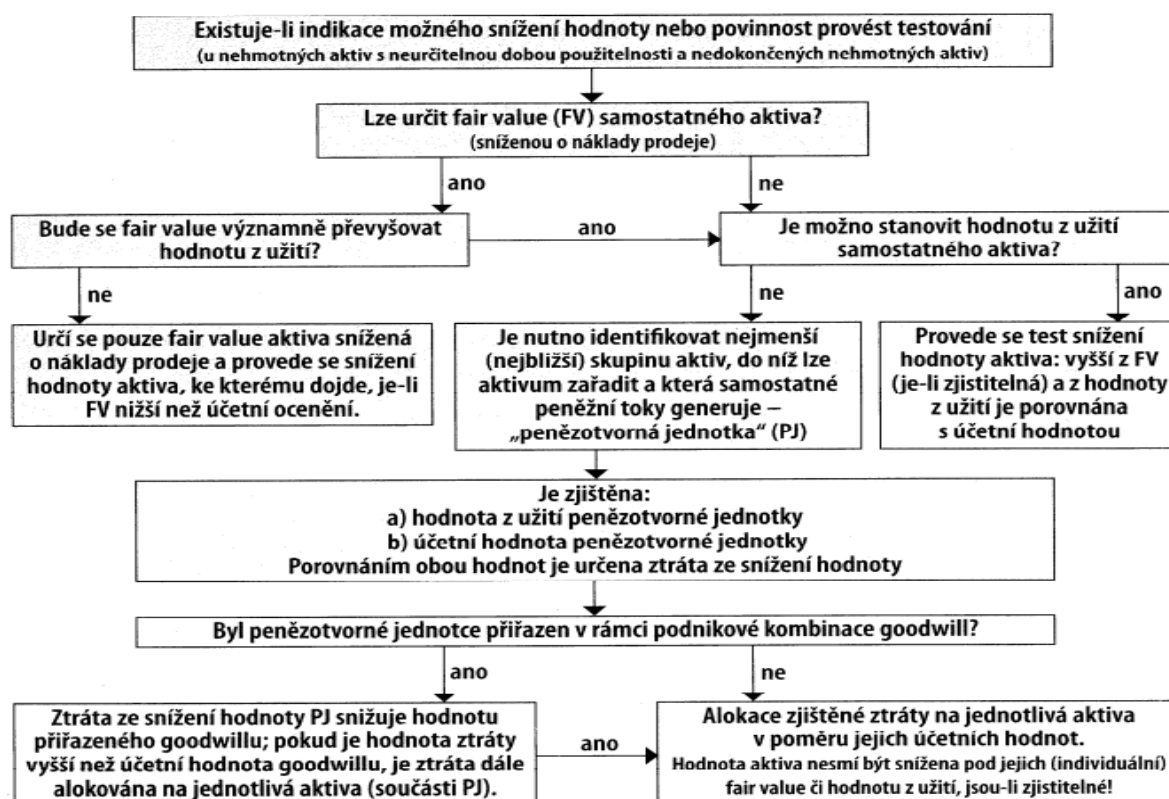 Existuje-li indikace možného snížení hodnoty nebo povinnost provést testování
(u nehmotných aktiv s neurčitelnou dobou použitelnosti a nedokončených nehmotných aktiv)
Lze určit fair value (FV) samostatného aktiva?
(sníženou o náklady prodeje)
ano
ne
Bude se fair value významně převyšovat
hodnotu z užití?
ano
Je možno stanovit hodnotu z užití
samostatného aktiva?
ne
ne
ano
Určí se pouze fair value aktiva snížená
o náklady prodeje a provede se snížení
hodnoty aktiva, ke kterému dojde, je-li
FV nižší než účetní ocenění.
Je nutno identifikovat nejmenší
(nejbližší) skupinu aktiv, do níž lze
aktivum zařadit a která samostatné
peněžní toky generuje –
„penězotvorná jednotka“ (PJ)
Provede se test snížení
hodnoty aktiva: vyšší z FV
(je-li zjistitelná) a z hodnoty
z užití je porovnána
s účetní hodnotou
Je zjištěna:
a) hodnota z užití penězotvorné jednotky
b) účetní hodnota penězotvorné jednotky
Porovnáním obou hodnot je určena ztráta ze snížení hodnoty
Byl penězotvorné jednotce přiřazen v rámci podnikové kombinace goodwill?
ano
ne
Ztráta ze snížení hodnoty PJ snižuje hodnotu
přiřazeného goodwillu; pokud je hodnota ztráty
vyšší než účetní hodnota goodwillu, je ztráta dále
alokována na jednotlivá aktiva (součásti PJ).
ano
Alokace zjištěné ztráty na jednotlivá aktiva
v poměru jejich účetních hodnot.
Hodnota aktiva nesmí být snížena pod jejich (individuální)
fair value či hodnotu z užití, jsou-li zjistitelné!